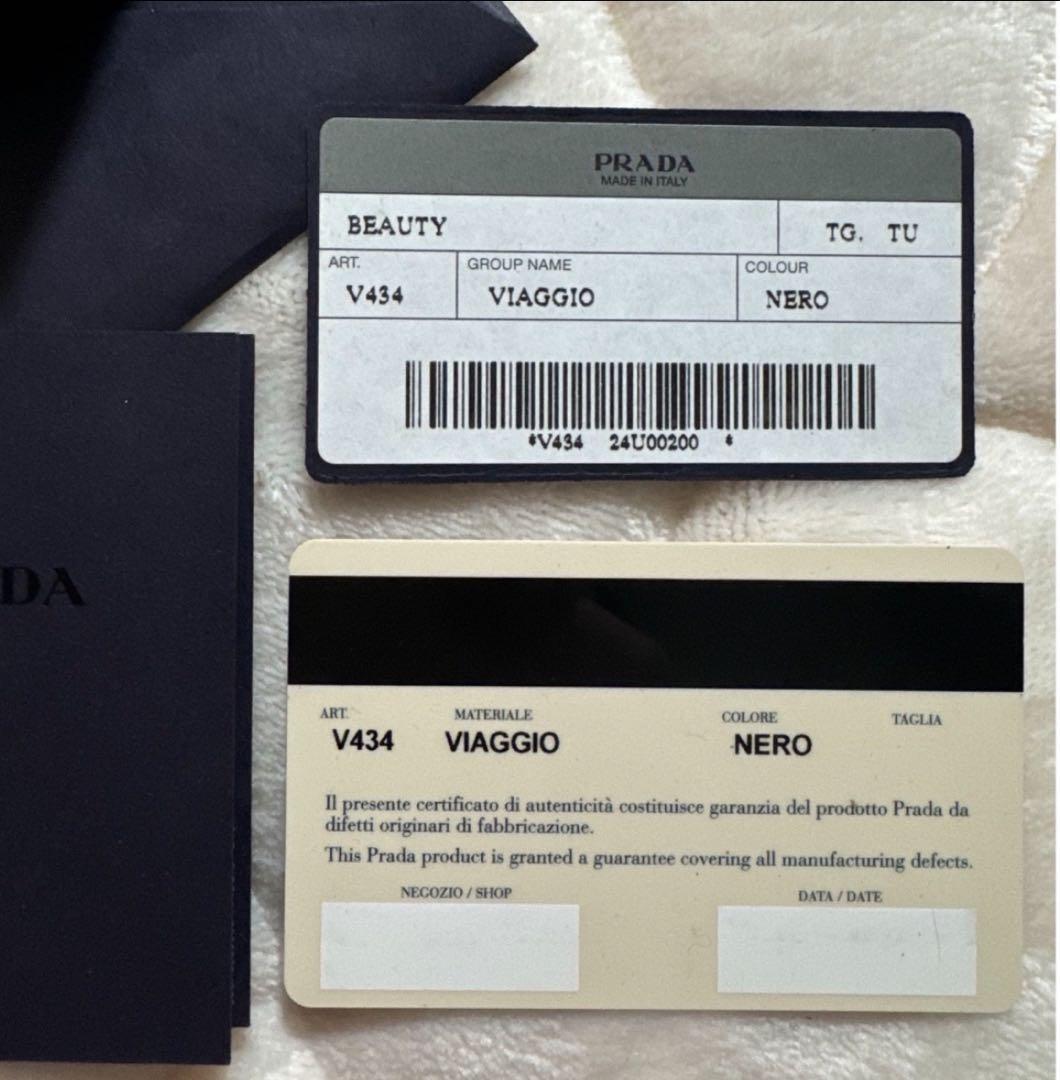 PRADA
MADE IN ITALY
BEAUTY
TG. TU
ART.
GROUP NAME
COLOUR
V434
VIAGGIO
NERO
*V434 24U00200 *
DA
ART.
MATERIALE
COLORE
TAGLIA
V434
VIAGGIO
NERO
Il presente certificato di autenticità costituisce garanzia del prodotto Prada da
difetti originari di fabbricazione.
This Prada product is granted a guarantee covering all manufacturing defects.
NEGOZIO / SHOP
DATA / DATE